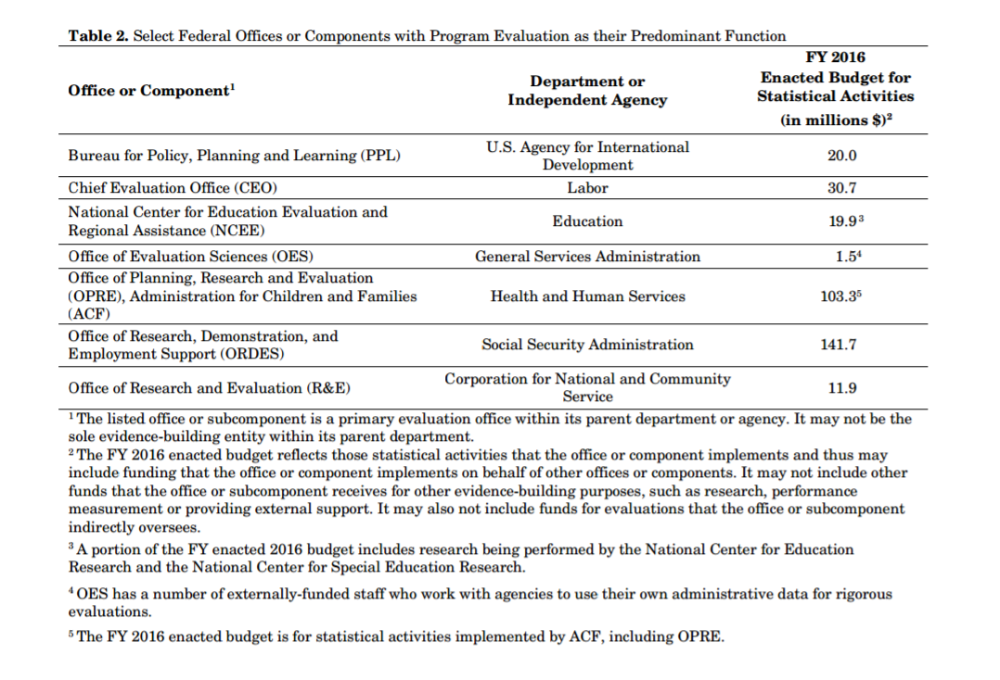 Table 2. Select Federal Offices or Components with Program Evaluation as their Predominant Function
Office or Component¹
Department or
Independent Agency
FY 2016
Enacted Budget for
Statistical Activities
(in millions $)²
Bureau for Policy, Planning and Learning (PPL)
U.S. Agency for International
Development
20.0
Chief Evaluation Office (CEO)
Labor
30.7
National Center for Education Evaluation and
Regional Assistance (NCEE)
Education
19.9³
Office of Evaluation Sciences (OES)
General Services Administration
1.5⁴
Office of Planning, Research and Evaluation
(OPRE), Administration for Children and Families
(ACF)
Health and Human Services
103.3⁵
Office of Research, Demonstration, and
Employment Support (ORDES)
Social Security Administration
141.7
Office of Research and Evaluation (R&E)
Corporation for National and Community
Service
11.9
¹ The listed office or subcomponent is a primary evaluation office within its parent department or agency. It may not be the
sole evidence-building entity within its parent department.
² The FY 2016 enacted budget reflects those statistical activities that the office or component implements and thus may
include funding that the office or component implements on behalf of other offices or components. It may not include other
funds that the office or subcomponent receives for other evidence-building purposes, such as research, performance
measurement or providing external support. It may also not include funds for evaluations that the office or subcomponent
indirectly oversees.
³ A portion of the FY enacted 2016 budget includes research being performed by the National Center for Education
Research and the National Center for Special Education Research.
⁴ OES has a number of externally-funded staff who work with agencies to use their own administrative data for rigorous
evaluations.
⁵ The FY 2016 enacted budget is for statistical activities implemented by ACF, including OPRE.